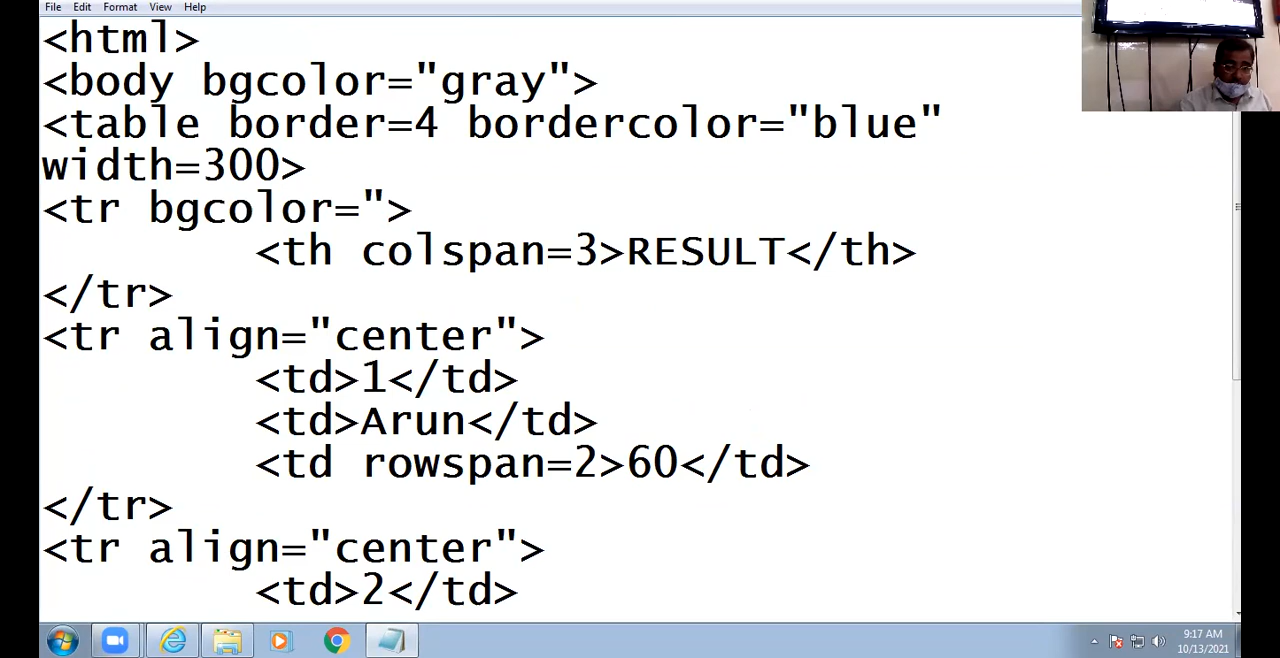 File Edit Format View Help
<html>
<body bgcolor="gray">
<table border=4 bordercolor="blue"
width=300>
<tr bgcolor=">
<th colspan=3>RESULT</th>
</tr>
<tr align="center">
<td>1</td>
<td>Arun</td>
<td rowspan=2>60</td>
</tr>
<tr align="center">
<td>2</td>
9:17 AM
10/13/2021